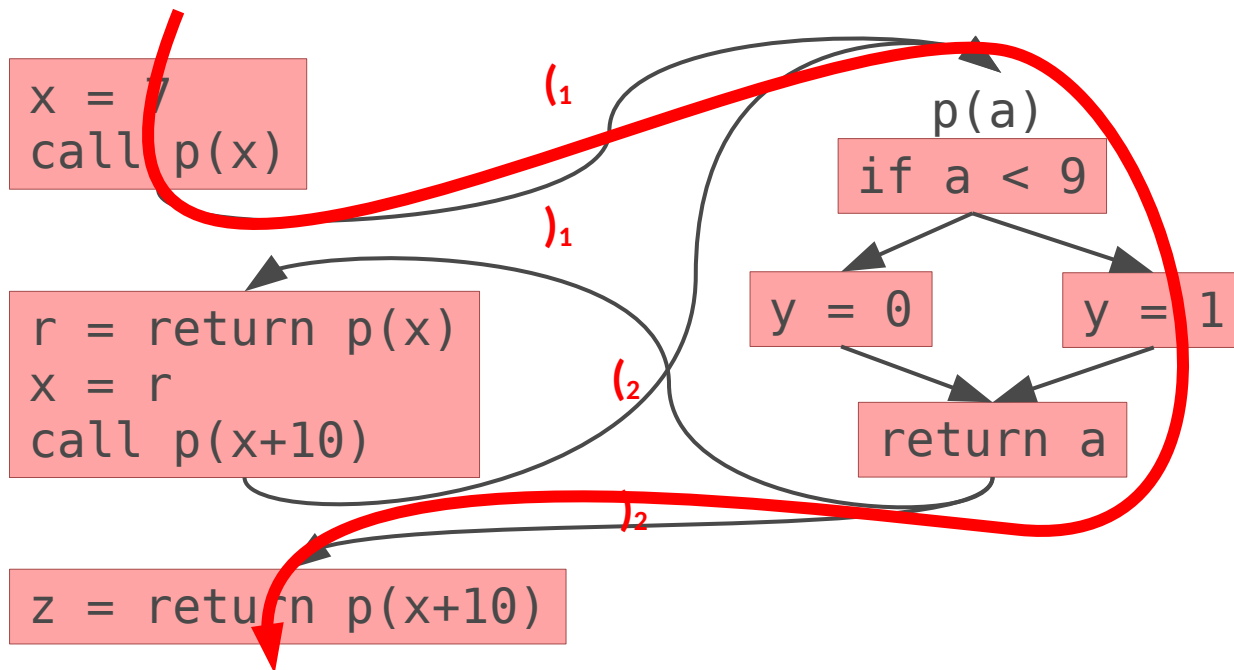 x = 7
call p(x)
(1
)1
r = return p(x)
x = r
call p(x+10)
(2
)2
z = return p(x+10)
p(a)
if a < 9
y = 0
y = 1
return a